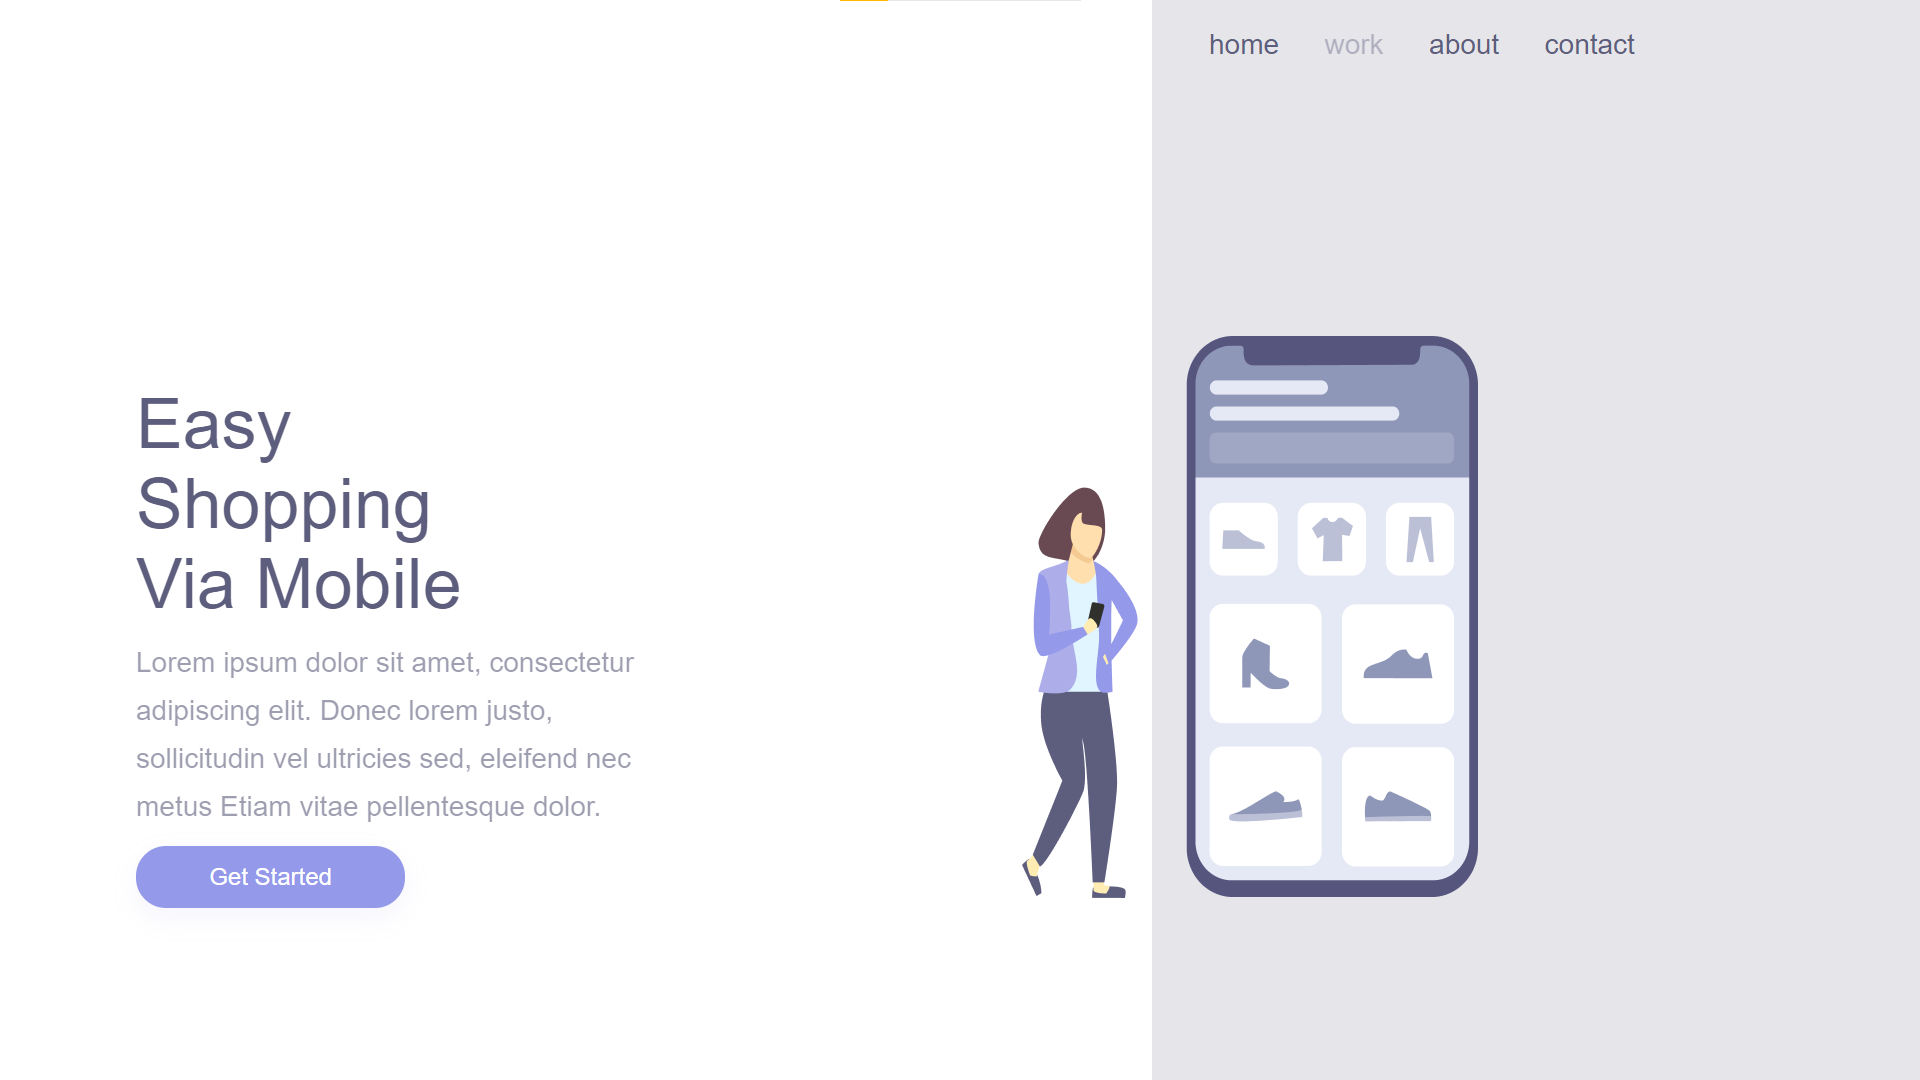 home work about contact
Easy
Shopping
Via Mobile
Lorem ipsum dolor sit amet, consectetur
adipiscing elit. Donec lorem justo,
sollicitudin vel ultricies sed, eleifend nec
metus Etiam vitae pellentesque dolor.
Get Started